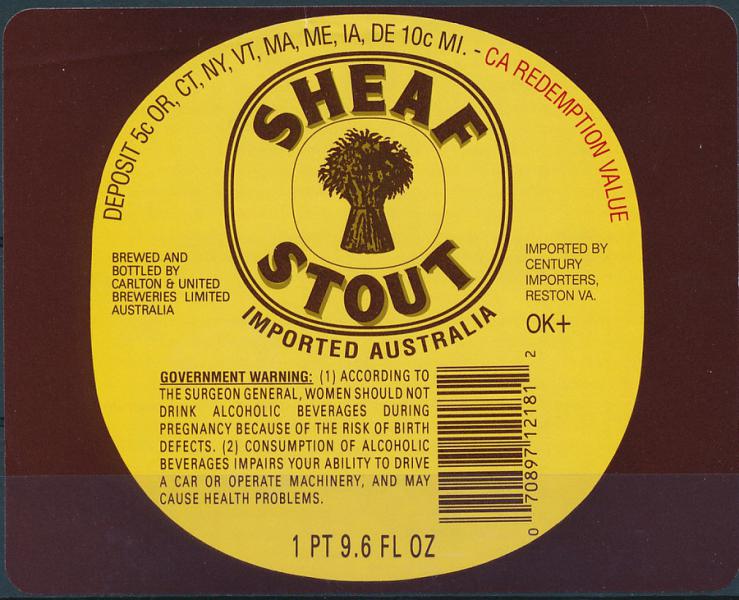 DEPOSIT 5c OR, CT, NY, VT, MA, ME, IA, DE 10c MI. - CA REDEMPTION VALUE
SHEAF
STOUT
IMPORTED AUSTRALIA
BREWED AND
BOTTLED BY
CARLTON & UNITED
BREWERIES LIMITED
AUSTRALIA
IMPORTED BY
CENTURY
IMPORTERS,
RESTON VA.
OK+
GOVERNMENT WARNING: (1) ACCORDING TO
THE SURGEON GENERAL, WOMEN SHOULD NOT
DRINK ALCOHOLIC BEVERAGES DURING
PREGNANCY BECAUSE OF THE RISK OF BIRTH
DEFECTS. (2) CONSUMPTION OF ALCOHOLIC
BEVERAGES IMPAIRS YOUR ABILITY TO DRIVE
A CAR OR OPERATE MACHINERY, AND MAY
CAUSE HEALTH PROBLEMS.
0 70897 12181 2
1 PT 9.6 FL OZ